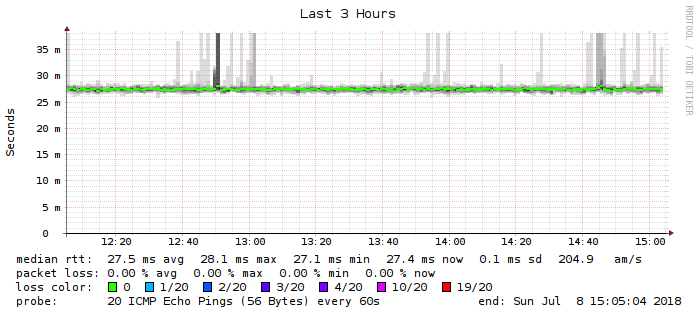 Last 3 Hours
RRDTOOL / TOBI OETIKER
Seconds
35 m
30 m
25 m
20 m
15 m
10 m
5 m
0
12:20 12:40 13:00 13:20 13:40 14:00 14:20 14:40 15:00
median rtt: 27.5 ms avg 28.1 ms max 27.1 ms min 27.4 ms now 0.1 ms sd 204.9 am/s
packet loss: 0.00 % avg 0.00 % max 0.00 % min 0.00 % now
loss color: 0 1/20 2/20 3/20 4/20 10/20 19/20
probe: 20 ICMP Echo Pings (56 Bytes) every 60s end: Sun Jul 8 15:05:04 2018